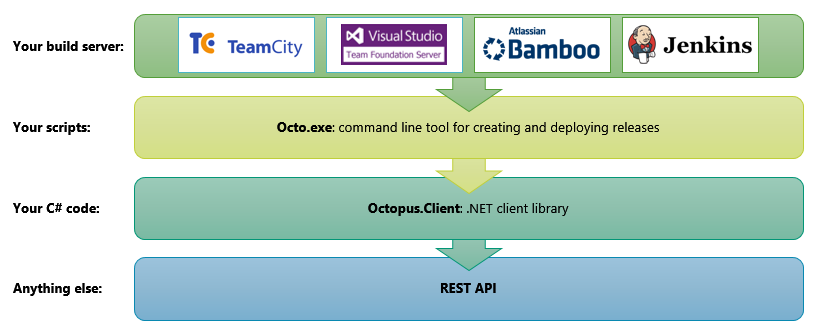 Your build server:
TC TeamCity
Visual Studio
Team Foundation Server
Atlassian
Bamboo
Jenkins
Your scripts:
Octo.exe: command line tool for creating and deploying releases
Your C# code:
Octopus.Client: .NET client library
Anything else:
REST API